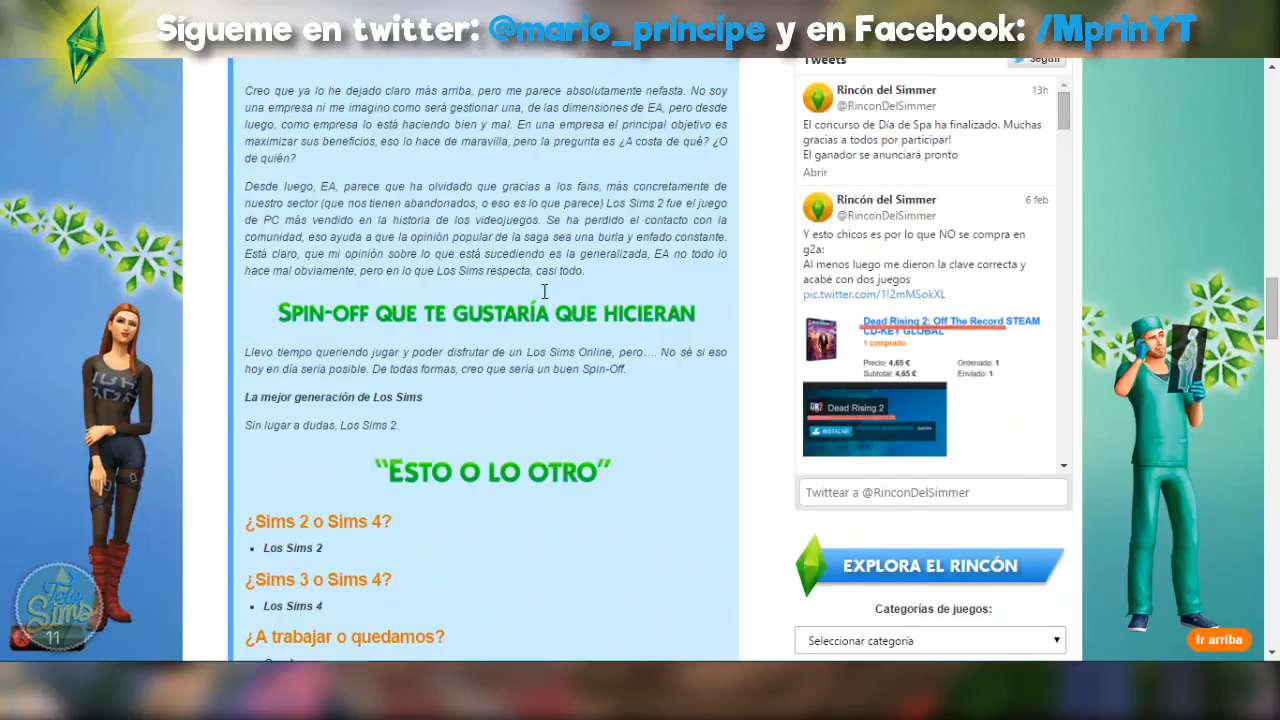 Sígueme en twitter: @mario_principe y en Facebook: /MprinYT
Creo que ya lo he dejado claro más arriba, pero me parece absolutamente nefasta. No soy
una empresa ni me imagino como será gestionar una, de las dimensiones de EA, pero desde
luego, como empresa lo está haciendo bien y mal. En una empresa el principal objetivo es
maximizar sus beneficios, eso lo hace de maravilla, pero la pregunta es ¿A costa de qué? ¿O
de quién?
Desde luego, EA, parece que ha olvidado que gracias a los fans, más concretamente de
nuestro sector (que nos tienen abandonados, o eso es lo que parece) Los Sims 2 fue el juego
de PC más vendido en la historia de los videojuegos. Se ha perdido el contacto con la
comunidad, eso ayuda a que la opinión popular de la saga sea una burla y enfado constante.
Está claro, que mi opinión sobre lo que está sucediendo es la generalizada, EA no todo lo
hace mal obviamente, pero en lo que Los Sims respecta, casi todo.
Spin-off que te gustaría que hicieran
Llevo tiempo queriendo jugar y poder disfrutar de un Los Sims Online, pero.... No sé si eso
hoy en día sería posible. De todas formas, creo que sería un buen Spin-Off.
La mejor generación de Los Sims
Sin lugar a dudas, Los Sims 2.
"Esto o lo otro"
¿Sims 2 o Sims 4?
• Los Sims 2
¿Sims 3 o Sims 4?
• Los Sims 4
¿A trabajar o quedamos?
Tweets
Seguir
Rincón del Simmer 13h
@RinconDelSimmer
El concurso de Día de Spa ha finalizado. Muchas
gracias a todos por participar!
El ganador se anunciará pronto
Abrir
Rincón del Simmer 6 feb
@RinconDelSimmer
Y esto chicos es por lo que NO se compra en
g2a:
Al menos luego me dieron la clave correcta y
acabé con dos juegos
pic.twitter.com/1I2mMSokXL
Dead Rising 2: Off The Record STEAM
CD-KEY GLOBAL
1 comprado
Precio: 4,65 € Ordenado: 1
Subtotal: 4,65 € Enviado: 1
Dead Rising 2
INSTALAR
Twittear a @RinconDelSimmer
EXPLORA EL RINCÓN
Categorías de juegos:
Seleccionar categoría
Ir arriba
Tole
Sims
11